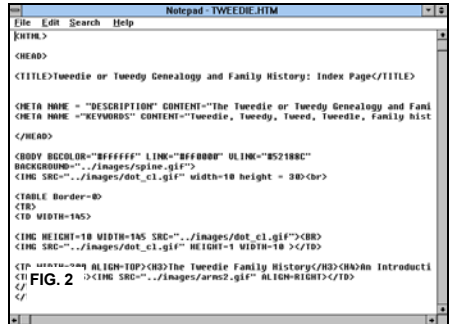 Notepad - TWEEDIE.HTM
File Edit Search Help
<HTML>
<HEAD>
<TITLE>Tweedie or Tweedy Genealogy and Family History: Index Page</TITLE>
<META NAME = "DESCRIPTION" CONTENT="The Tweedie or Tweedy Genealogy and Fami
<META NAME ="KEYWORDS" CONTENT="Tweedie, Tweedy, Tweed, Tweedle, family hist
</HEAD>
<BODY BGCOLOR="#ffffff" LINK="#ff0000" VLINK="#52188C"
BACKGROUND="../images/spine.gif">
<IMG SRC="../images/dot_cl.gif" width=10 height = 30><br>
<TABLE Border=0>
<TR>
<TD WIDTH=145>
<IMG HEIGHT=10 WIDTH=145 SRC="../images/dot_cl.gif"><BR>
<IMG SRC="../images/dot_cl.gif" HEIGHT=1 WIDTH=10 ></TD>
ALIGN=TOP><H3>The Tweedie Family History</H3><H4>An Introducti
FIG. 2 ><IMG SRC="../images/arms2.gif" ALIGN=RIGHT></TD>
</
</